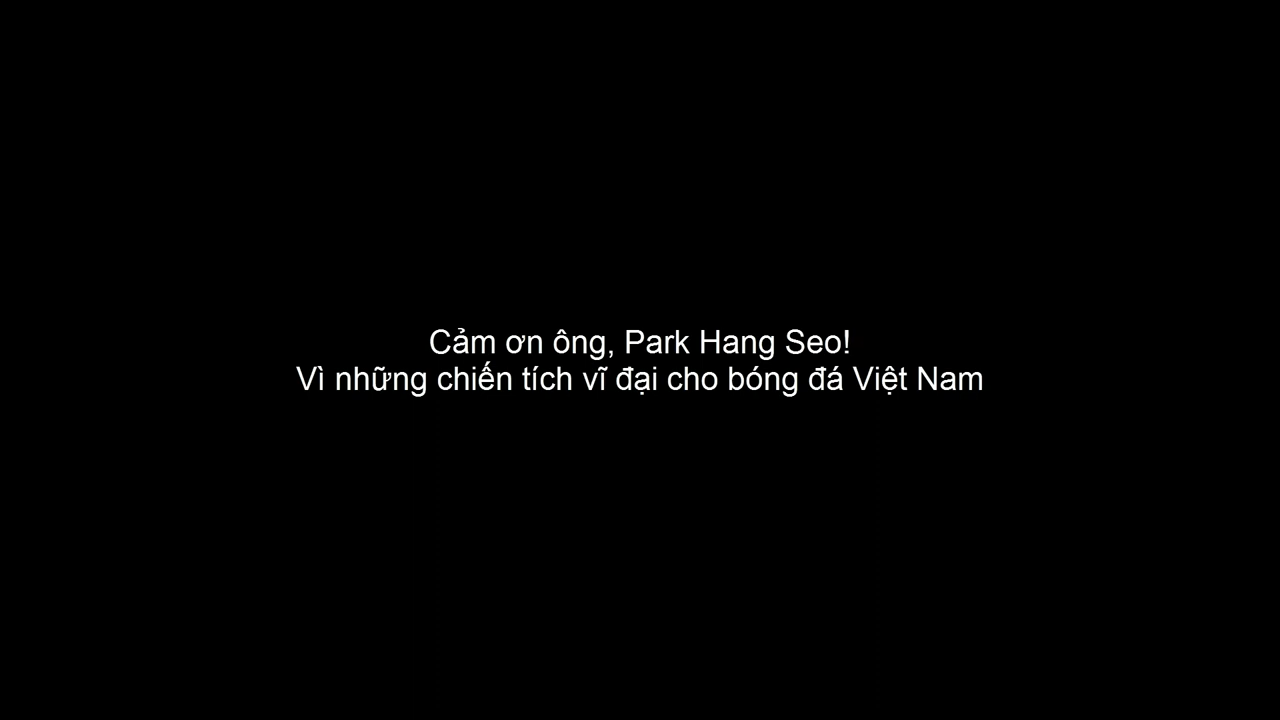 Cảm ơn ông, Park Hang Seo!
Vì những chiến tích vĩ đại cho bóng đá Việt Nam